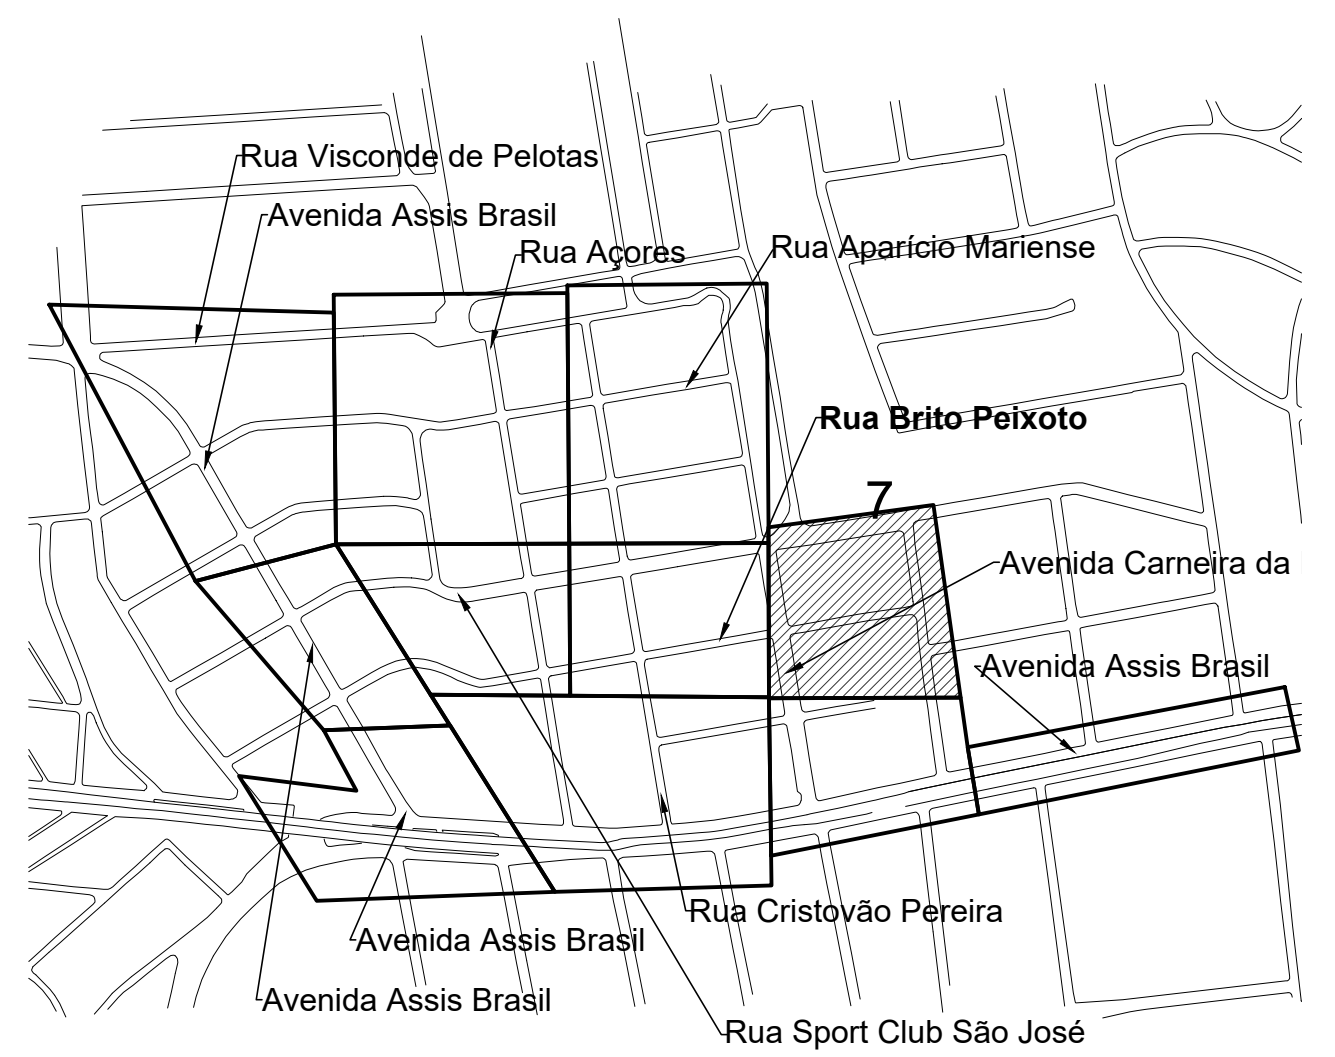 Rua Visconde de Pelotas
Avenida Assis Brasil
Rua Açores
Rua Aparício Mariense
Rua Brito Peixoto
7
Avenida Carneira da
Avenida Assis Brasil
Rua Cristovão Pereira
Avenida Assis Brasil
Avenida Assis Brasil
Rua Sport Club São José